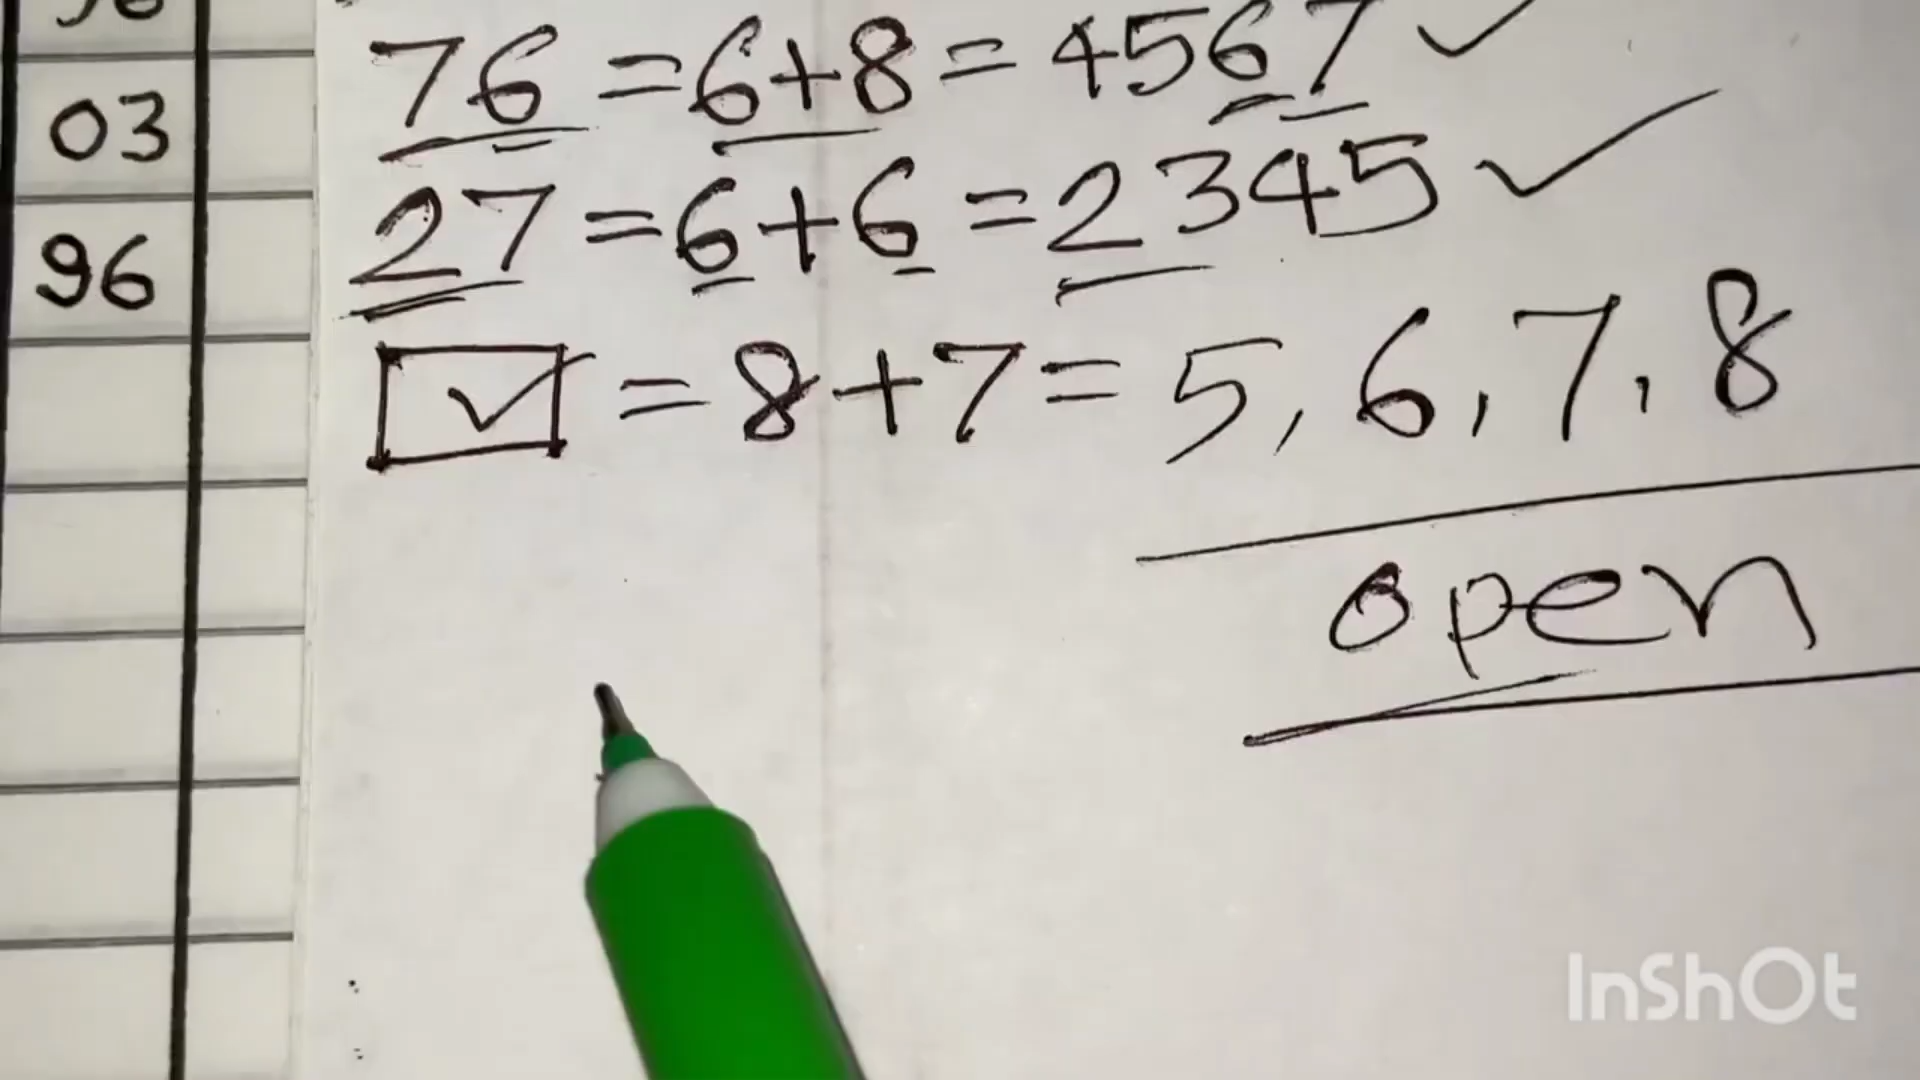 76 = 6+8 = 4567 ✓
03
27 = 6+6 = 2345 ✓
96
✓ = 8+7 = 5, 6, 7, 8
open
InShOt